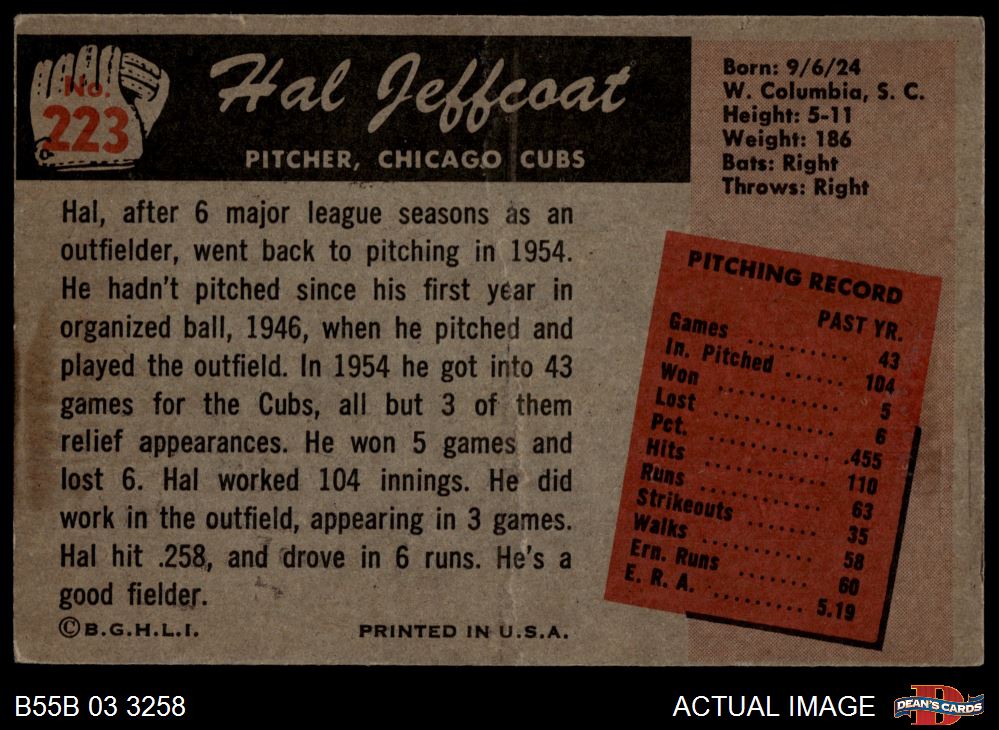 No.
223
Hal Jeffcoat
PITCHER, CHICAGO CUBS
Born: 9/6/24
W. Columbia, S. C.
Height: 5-11
Weight: 186
Bats: Right
Throws: Right
Hal, after 6 major league seasons as an
outfielder, went back to pitching in 1954.
He hadn't pitched since his first year in
organized ball, 1946, when he pitched and
played the outfield. In 1954 he got into 43
games for the Cubs, all but 3 of them
relief appearances. He won 5 games and
lost 6. Hal worked 104 innings. He did
work in the outfield, appearing in 3 games.
Hal hit .258, and drove in 6 runs. He's a
good fielder.
©B.G.H.L.I. PRINTED IN U.S.A.
PITCHING RECORD
PAST YR.
Games .......... 43
In. Pitched ...... 104
Won ........... 5
Lost ........... 6
Pct. ........... .455
Hits ........... 110
Runs ........... 63
Strikeouts ....... 35
Walks .......... 58
Ern. Runs ....... 60
E. R. A. ......... 5.19
B55B 03 3258
ACTUAL IMAGE
D
DEAN'S CARDS